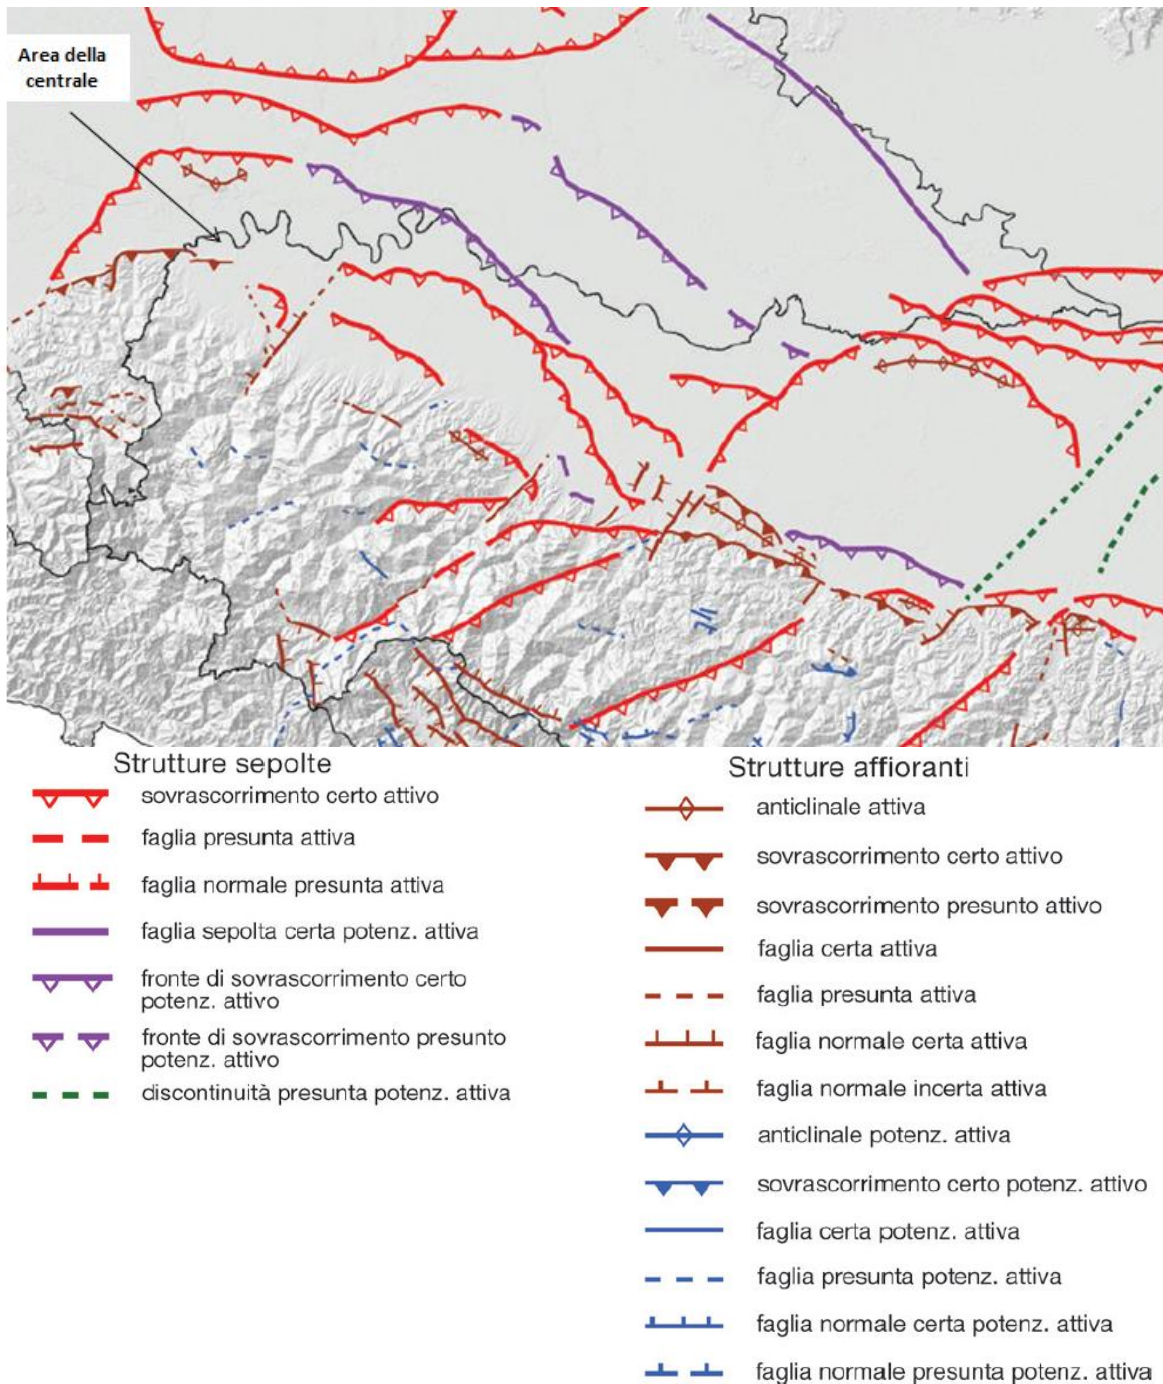 Area della
centrale
Strutture sepolte
sovrascorrimento certo attivo
faglia presunta attiva
faglia normale presunta attiva
faglia sepolta certa potenz. attiva
fronte di sovrascorrimento certo
potenz. attivo
fronte di sovrascorrimento presunto
potenz. attivo
discontinuità presunta potenz. attiva
Strutture affioranti
anticlinale attiva
sovrascorrimento certo attivo
sovrascorrimento presunto attivo
faglia certa attiva
faglia presunta attiva
faglia normale certa attiva
faglia normale incerta attiva
anticlinale potenz. attiva
sovrascorrimento certo potenz. attivo
faglia certa potenz. attiva
faglia presunta potenz. attiva
faglia normale certa potenz. attiva
faglia normale presunta potenz. attiva